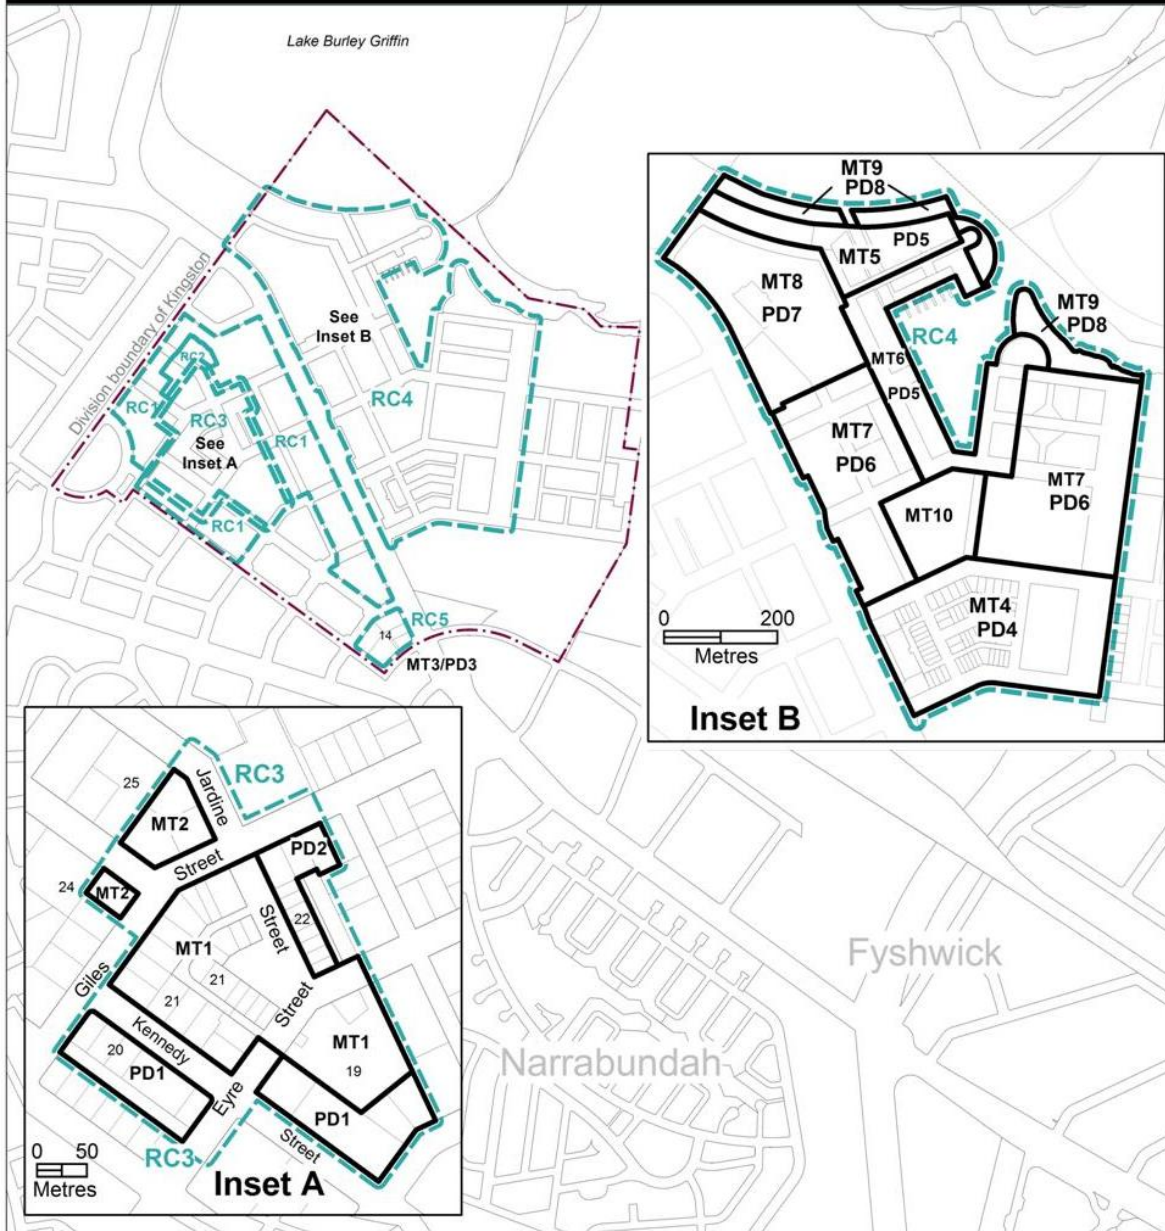 Lake Burley Griffin
Division boundary of Kingston
See
Inset B
RC2
RC1
RC3
See
Inset A
RC1
RC4
RC1
RC5
14
MT3/PD3
MT9
PD8
PD5
MT5
MT8
PD7
MT9
PD8
RC4
MT6
PD5
MT7
PD6
MT7
PD6
MT10
MT4
PD4
0 200
Metres
Inset B
RC3
25
Jardine
MT2
Street
PD2
24
MT2
22
Street
MT1
21
21
Giles
Street
Kennedy
MT1
19
20
PD1
Eyre
PD1
Street
RC3
0 50
Metres
Inset A
Fyshwick
Narrabundah